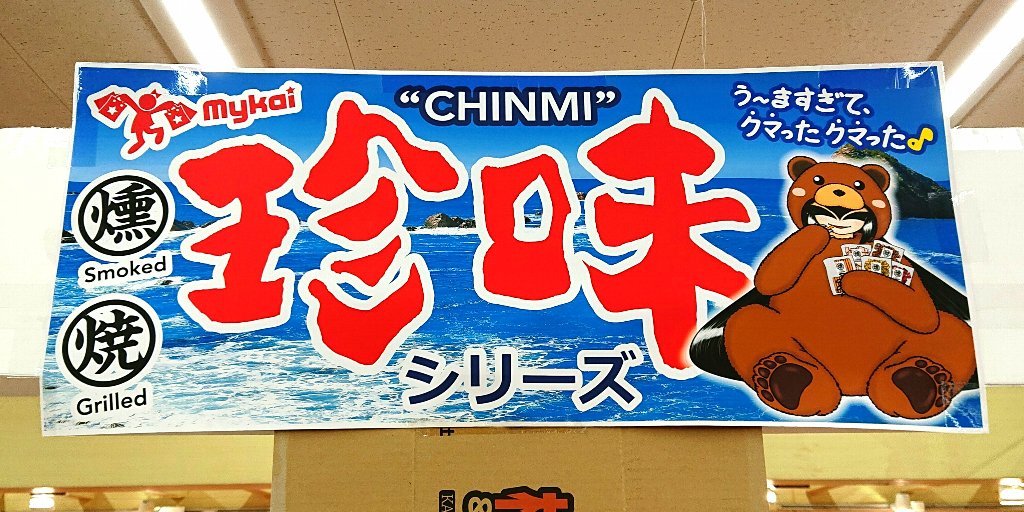 mykai
"CHINMI"
う〜ますぎて、
クマった クマった♪
燻
Smoked
珍味
焼
Grilled
シリーズ